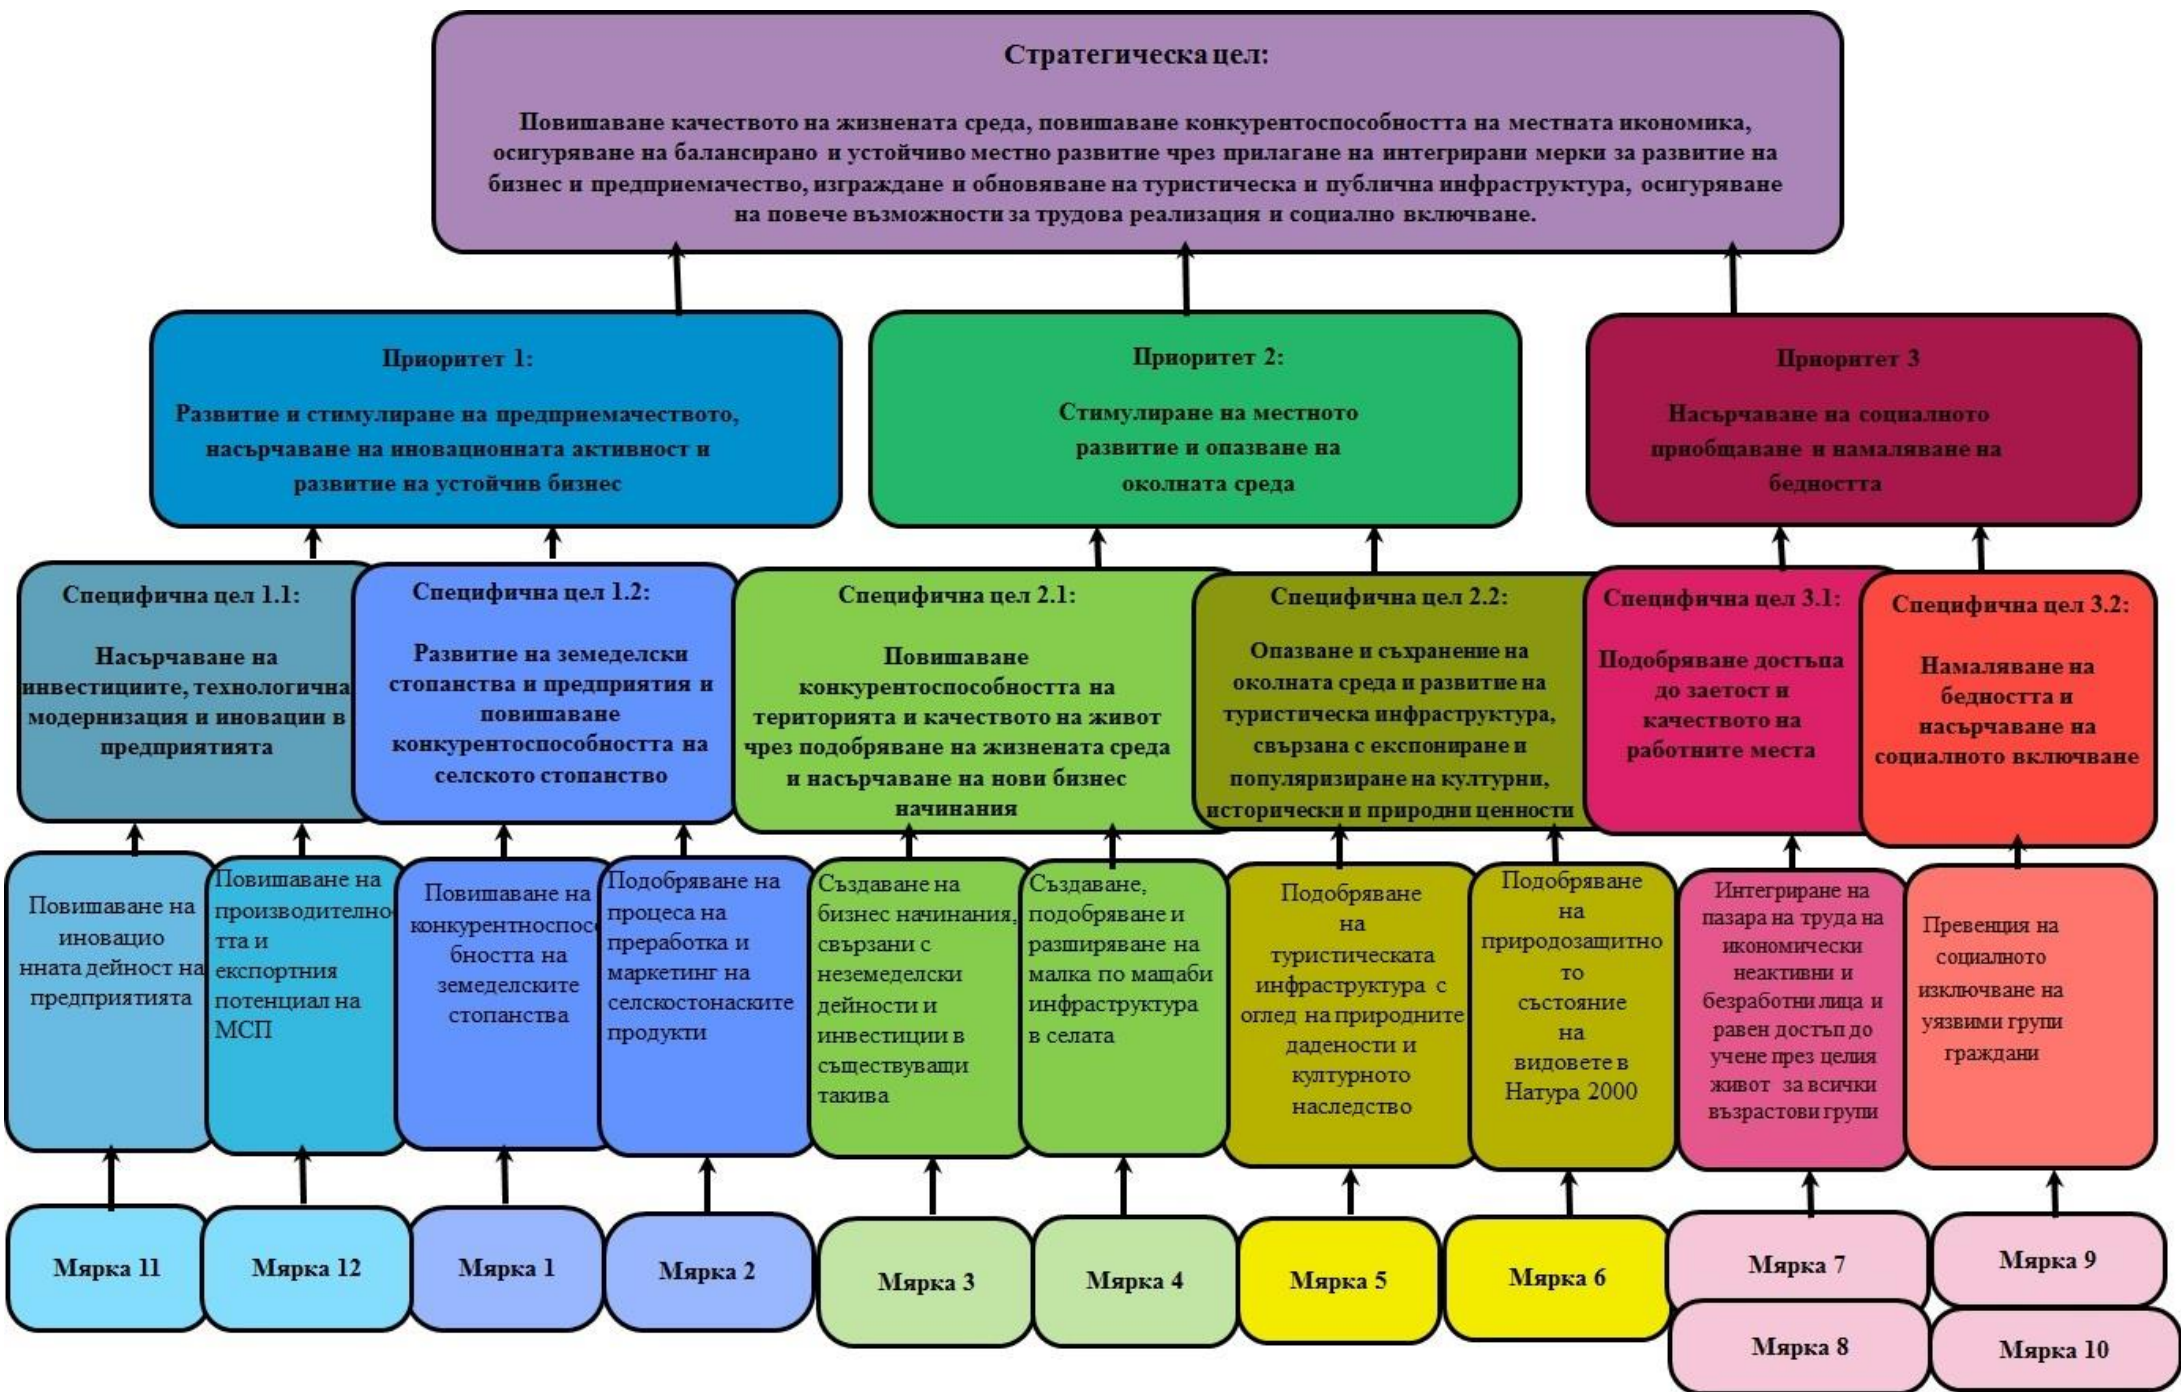 Стратегическа цел:
Повишаване качеството на жизнената среда, повишаване конкурентоспособността на местната икономика,
осигуряване на балансирано и устойчиво местно развитие чрез прилагане на интегрирани мерки за развитие на
бизнес и предприемачество, изграждане и обновяване на туристическа и публична инфраструктура, осигуряване
на повече възможности за трудова реализация и социално включване.
Приоритет 1:
Развитие и стимулиране на предприемачеството,
насърчаване на иновационната активност и
развитие на устойчив бизнес
Приоритет 2:
Стимулиране на местното
развитие и опазване на
околната среда
Приоритет 3
Насърчаване на социалното
приобщаване и намаляване на
бедността
Специфична цел 1.1:
Насърчаване на
инвестициите, технологична
модернизация и иновации в
предприятията
Специфична цел 1.2:
Развитие на земеделски
стопанства и предприятия и
повишаване
конкурентоспособността на
селското стопанство
Специфична цел 2.1:
Повишаване
конкурентоспособността на
територията и качеството на живот
чрез подобряване на жизнената среда
и насърчаване на нови бизнес
начинания
Специфична цел 2.2:
Опазване и съхранение на
околната среда и развитие на
туристическа инфраструктура,
свързана с експониране и
популяризиране на културни,
исторически и природни ценности
Специфична цел 3.1:
Подобряване достъпа
до заетост и
качеството на
работните места
Специфична цел 3.2:
Намаляване на
бедността и
насърчаване на
социалното включване
Повишаване на
иновацио
нната дейност на
предприятията
Повишаване на
производително
тта и
експортния
потенциал на
МСП
Повишаване на
конкурентноспосо
бността на
земеделските
стопанства
Подобряване на
процеса на
преработка и
маркетинг на
селскостонаските
продукти
Създаване на
бизнес начинания,
свързани с
неземеделски
дейности и
инвестиции в
съществуващи
такива
Създаване,
подобряване и
разширяване на
малка по мащаби
инфраструктура
в селата
Подобряване
на
туристическата
инфраструктура с
оглед на природните
дадености и
културното
наследство
Подобряване
на
природозащитно
то
състояние
на
видовете в
Натура 2000
Интегриране на
пазара на труда на
икономически
неактивни и
безработни лица и
равен достъп до
учене през целия
живот за всички
възрастови групи
Превенция на
социалното
изключване на
уязвими групи
граждани
Мярка 11
Мярка 12
Мярка 1
Мярка 2
Мярка 3
Мярка 4
Мярка 5
Мярка 6
Мярка 7
Мярка 9
Мярка 8
Мярка 10